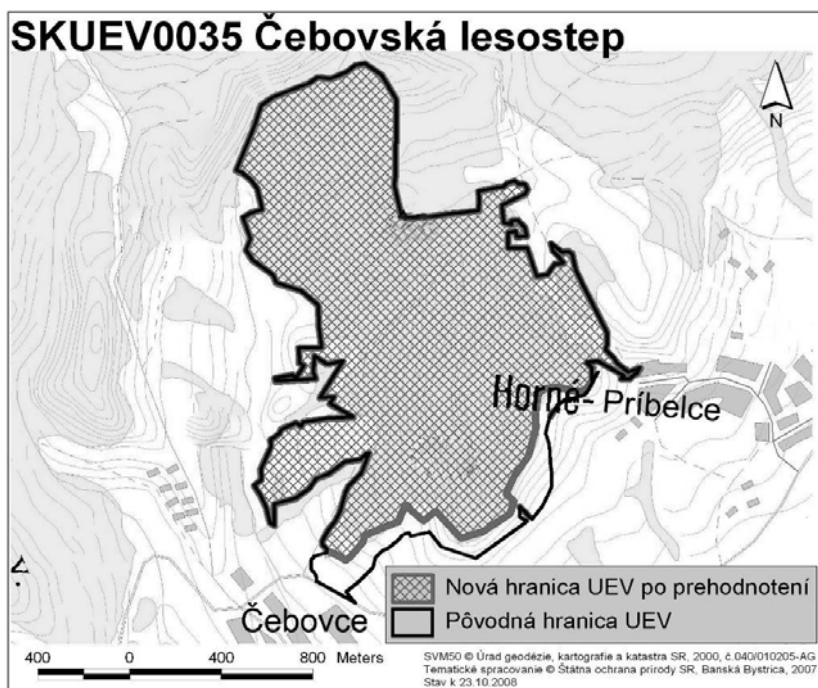 SKUEV0035 Čebovská lesostep
N
Horné- Príbelce
Nová hranica UEV po prehodnotení
Pôvodná hranica UEV
Čebovce
400 0 400 800 Meters
SVM50 © Úrad geodézie, kartografie a katastra SR, 2000, č.040/010205-AG
Tematické spracovanie © Štátna ochrana prírody SR, Banská Bystrica, 2007
Stav k 23.10.2008